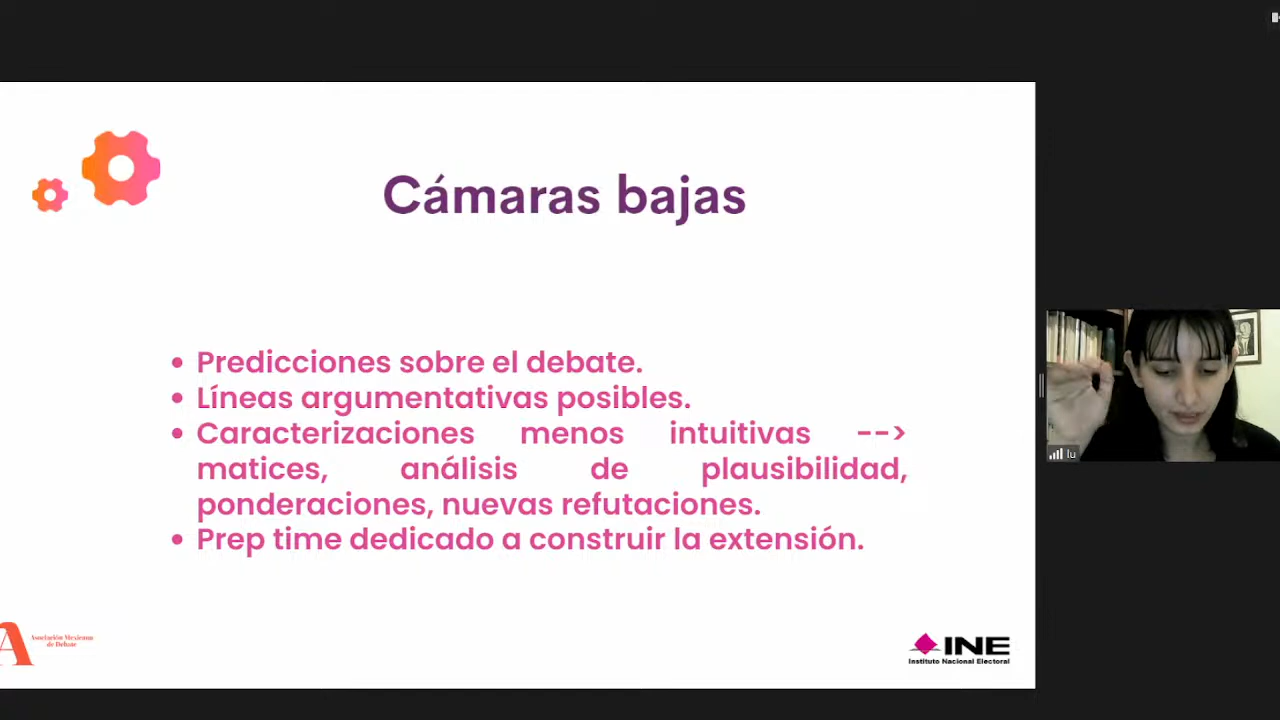 Cámaras bajas
• Predicciones sobre el debate.
• Líneas argumentativas posibles.
• Caracterizaciones menos intuitivas -->
matices, análisis de plausibilidad,
ponderaciones, nuevas refutaciones.
• Prep time dedicado a construir la extensión.
lu
A
Asociación Mexicana
de Debate
INE
Instituto Nacional Electoral